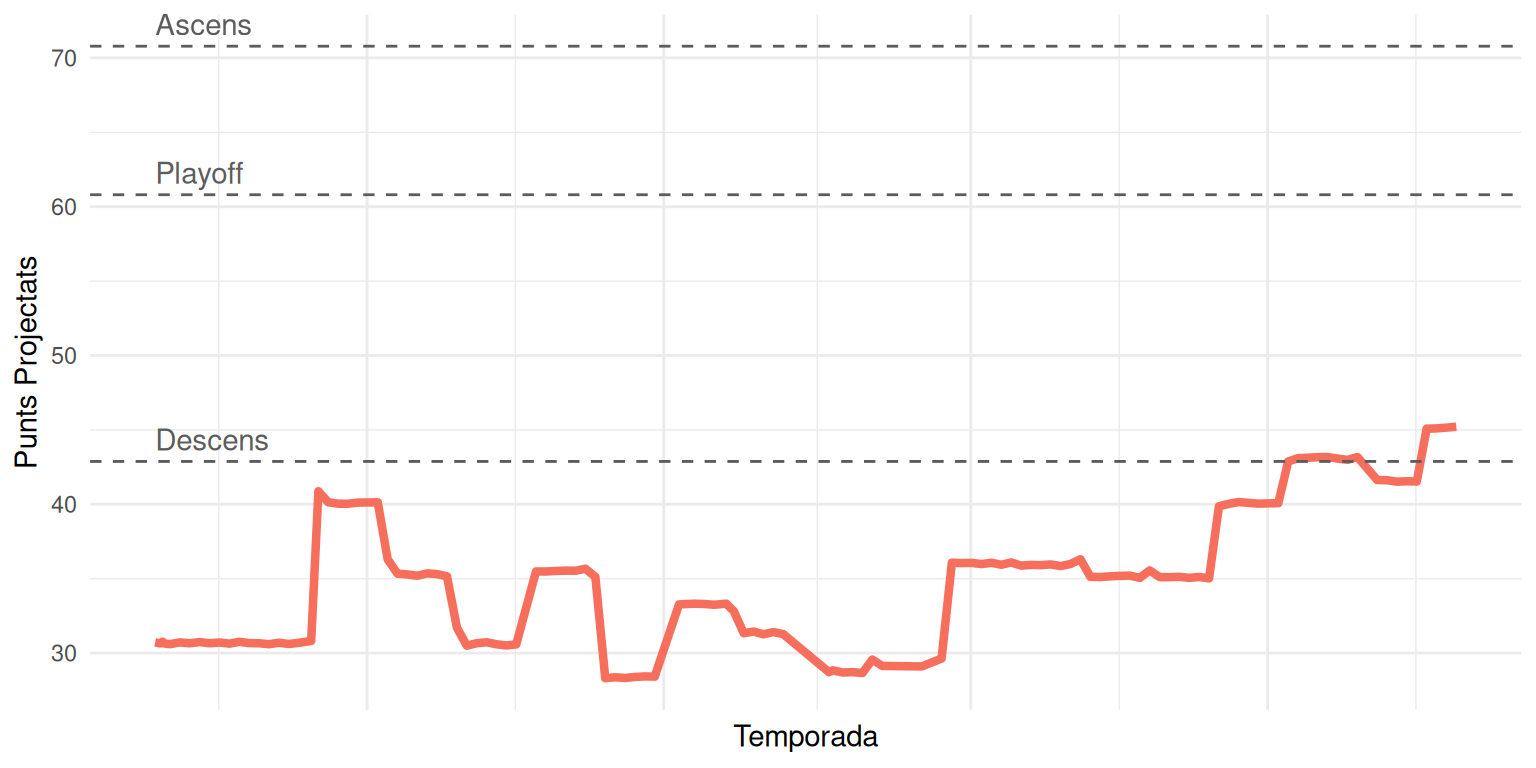 Ascens
70
Playoff
60
Punts Projectats
50
Descens
40
30
Temporada